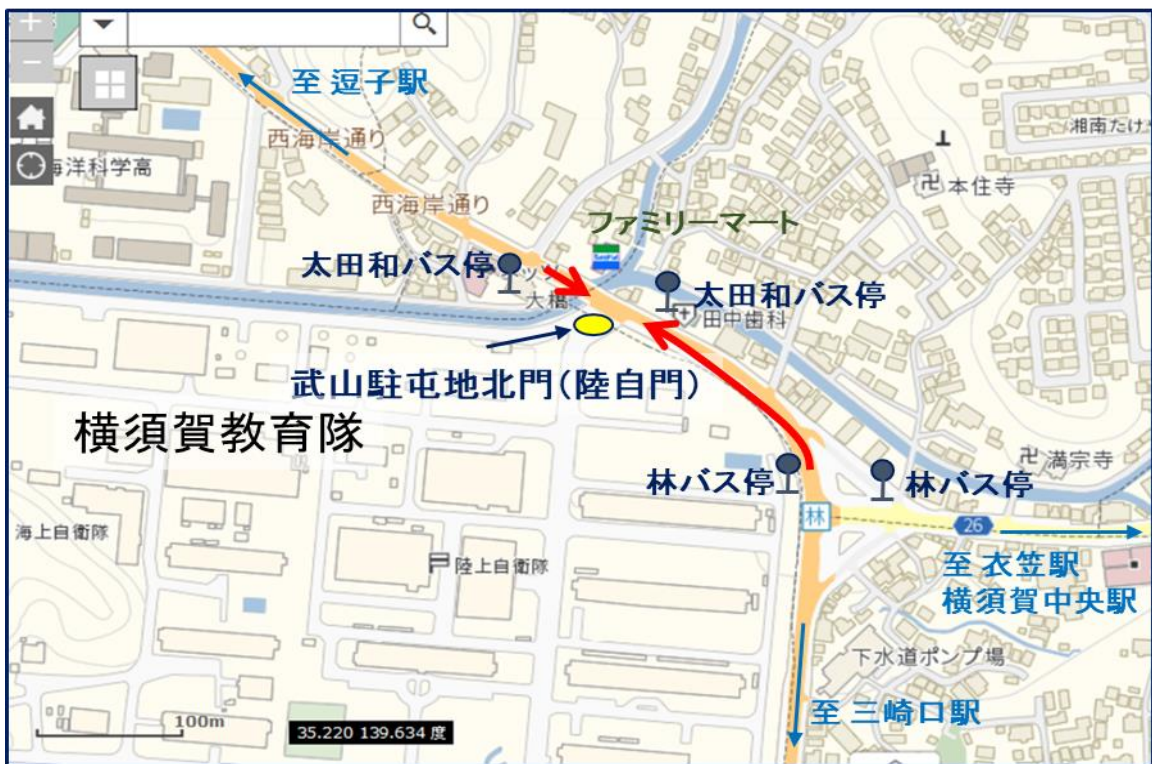 至 逗子駅
西海岸通り
湘南たけ
海洋科学高
卍 本住寺
西海岸通り
ファミリーマート
太田和バス停
太田和バス停
大橋
田中歯科
武山駐屯地北門(陸自門)
横須賀教育隊
林バス停
林バス停
卍 満宗寺
林
26
海上自衛隊
陸上自衛隊
至 衣笠駅
横須賀中央駅
下水道ポンプ場
至 三崎口駅
100m
35.220 139.634 度